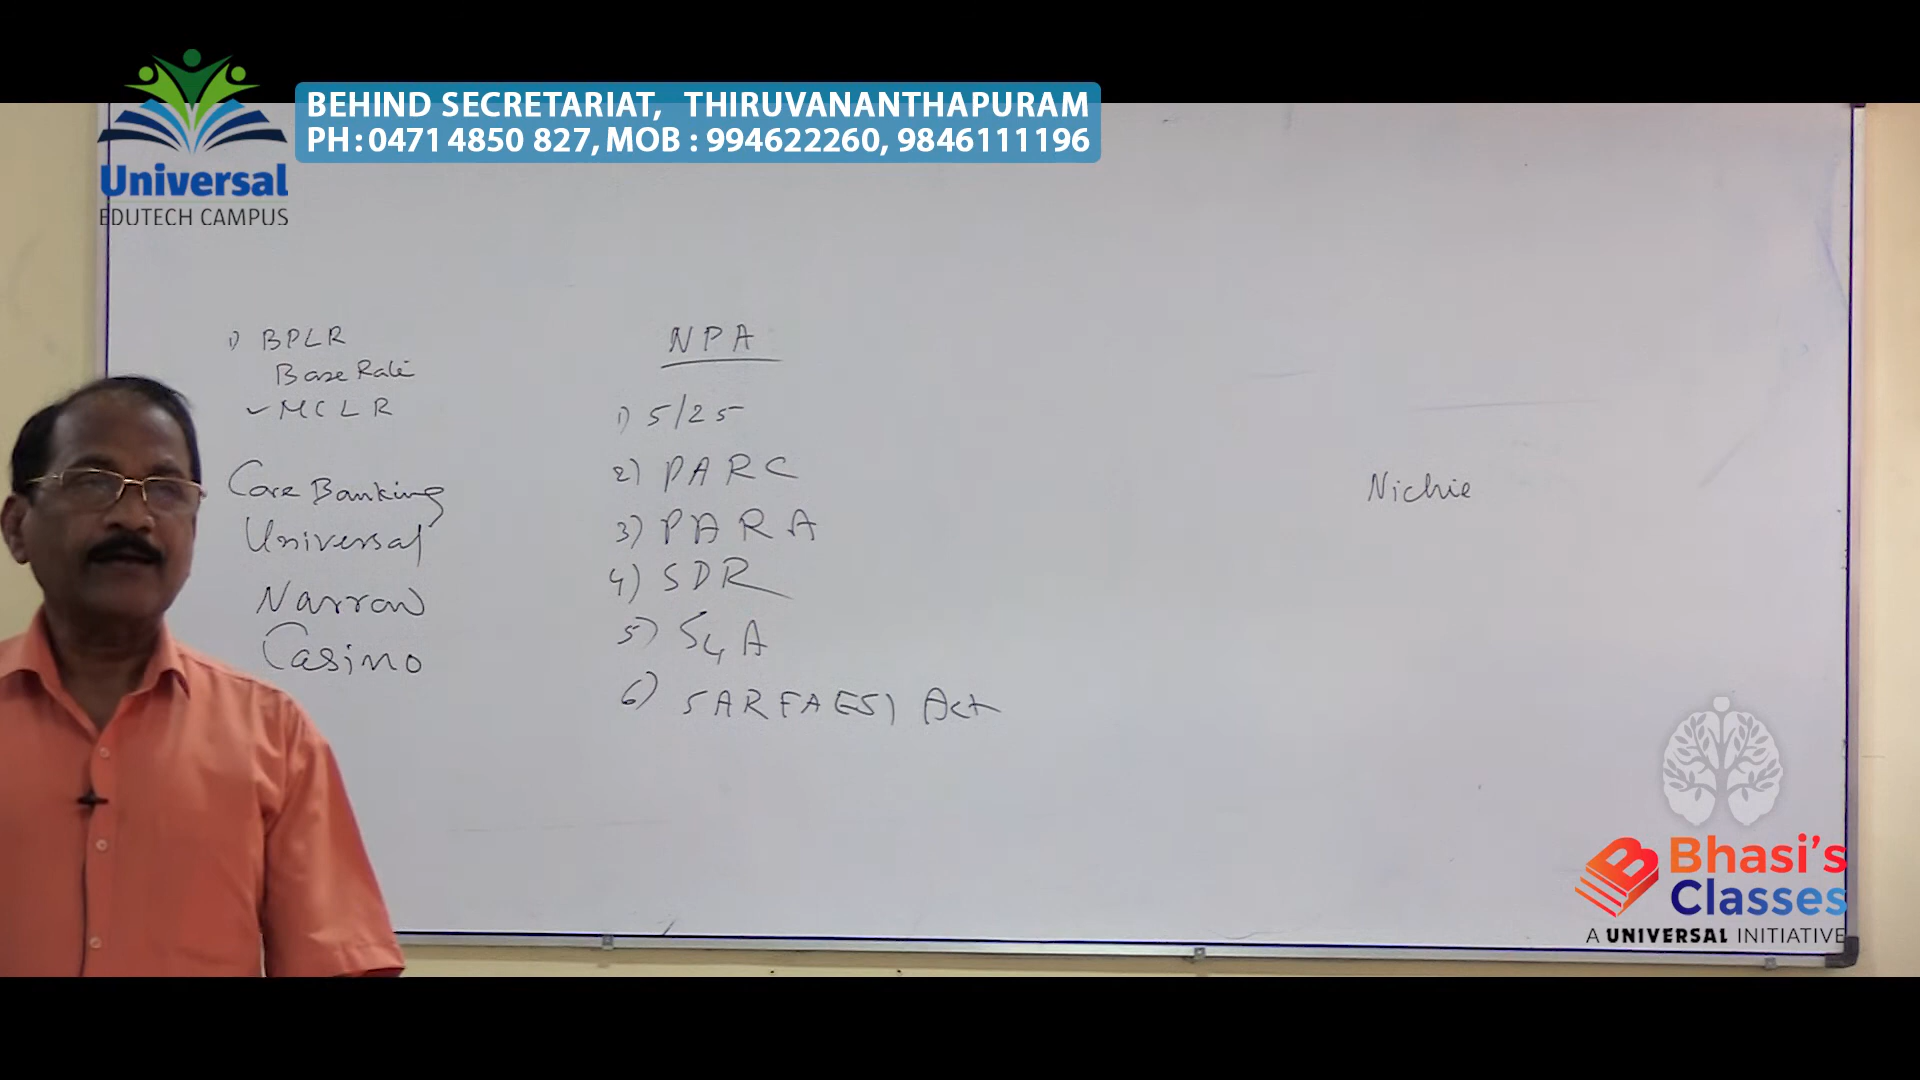 BEHIND SECRETARIAT, THIRUVANANTHAPURAM
PH : 0471 4850 827, MOB : 994622260, 9846111196
Universal
EDUTECH CAMPUS
1) BPLR
Base Rate
✓ MCLR
Core Banking
Universal
Narrow
Casino
NPA
1) 5/25
2) PARC
3) PARA
4) SDR
5) S4A
6) SARFAESI Act
Nichie
Bhasi's
Classes
A UNIVERSAL INITIATIVE